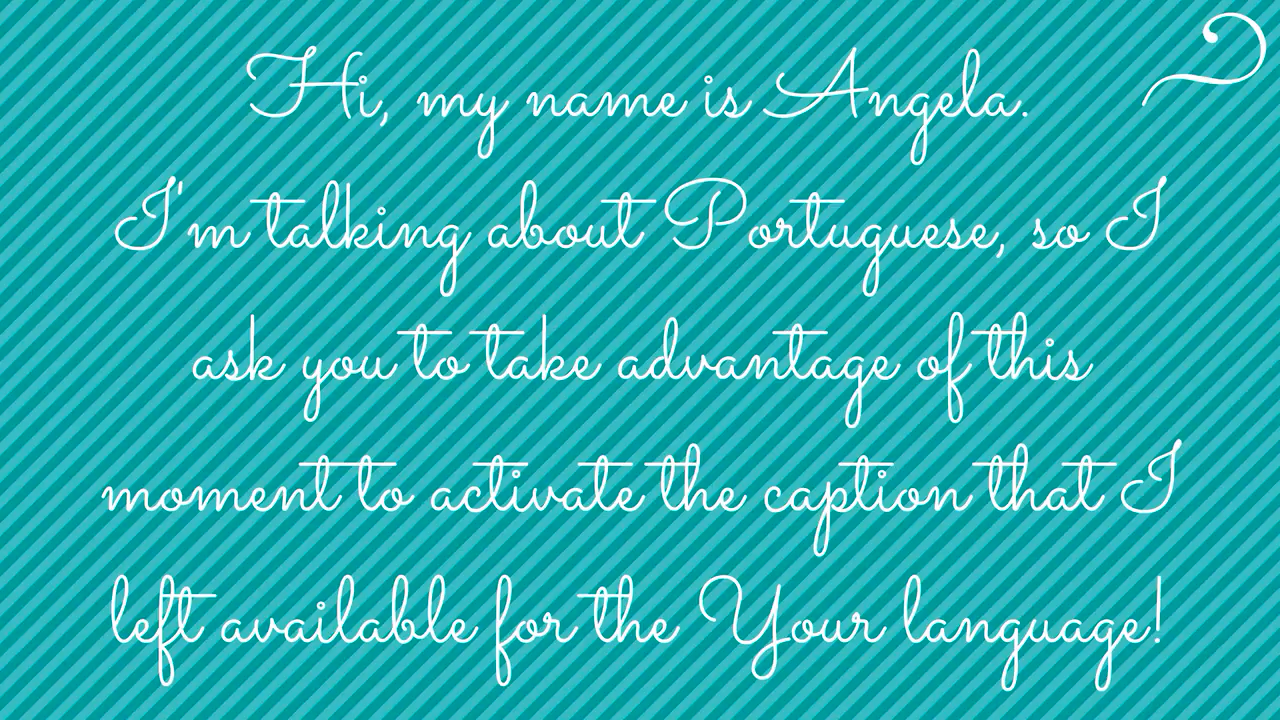 Hi, my name is Angela.
I'm talking about Portuguese, so I
ask you to take advantage of this
moment to activate the caption that I
left available for the Your language!